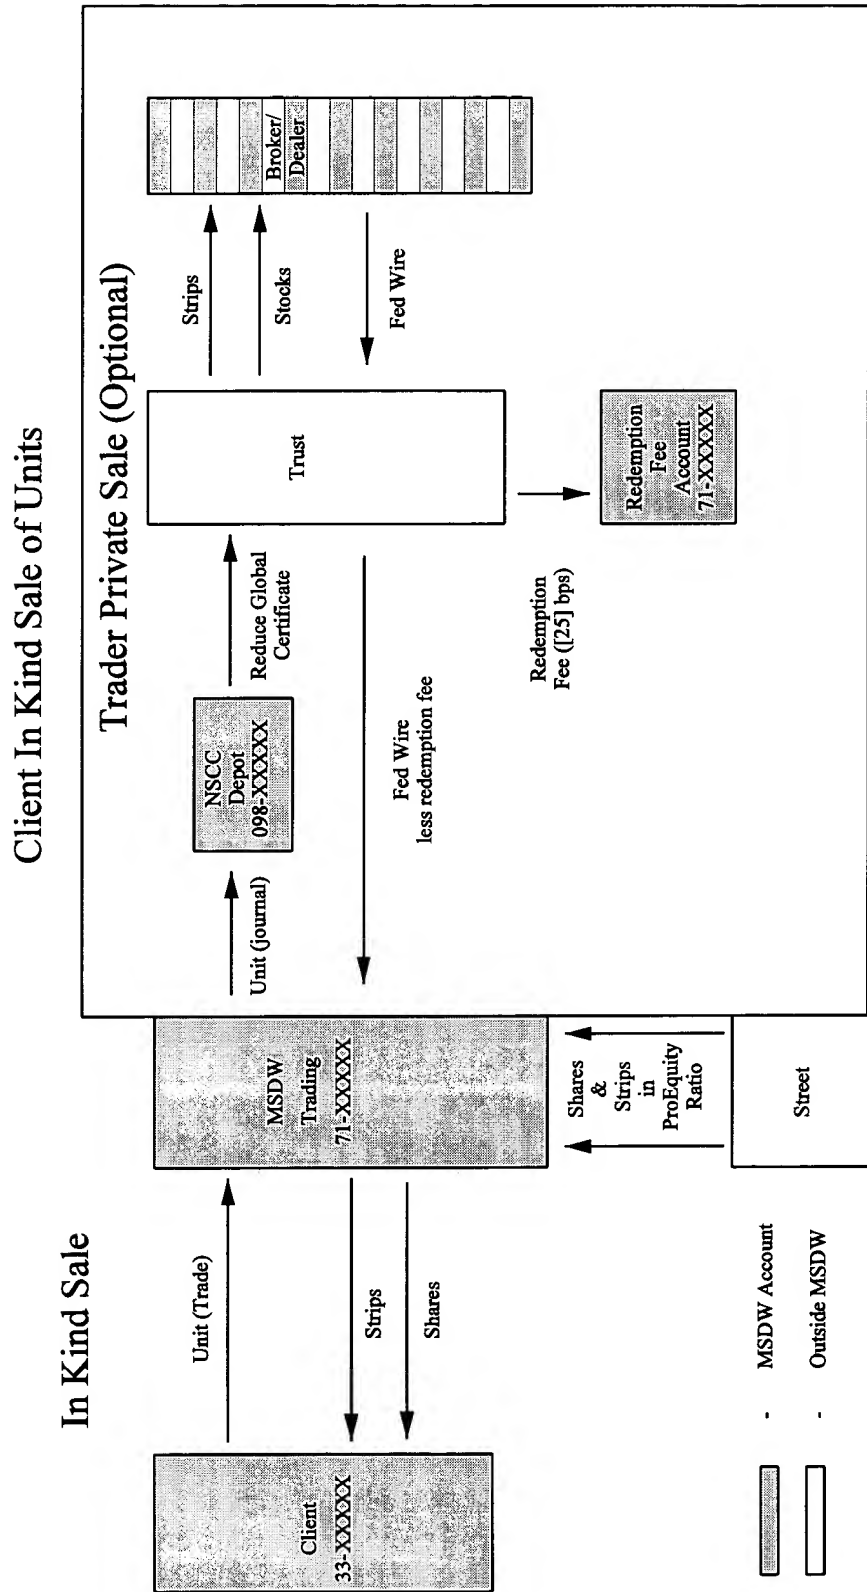 Client In Kind Sale of Units
In Kind Sale
Trader Private Sale (Optional)
Client
33-XXXXX
Unit (Trade)
Strips
Shares
MSDW
Trading
71-XXXXX
Unit (journal)
NSCC
Depot
098-XXXXX
Reduce Global
Certificate
Fed Wire
less redemption fee
Trust
Strips
Stocks
Fed Wire
Broker/
Dealer
Redemption
Fee ([25] bps)
Redemption
Fee
Account
71-XXXXX
Shares
&
Strips
in
ProEquity
Ratio
Street
- MSDW Account
- Outside MSDW